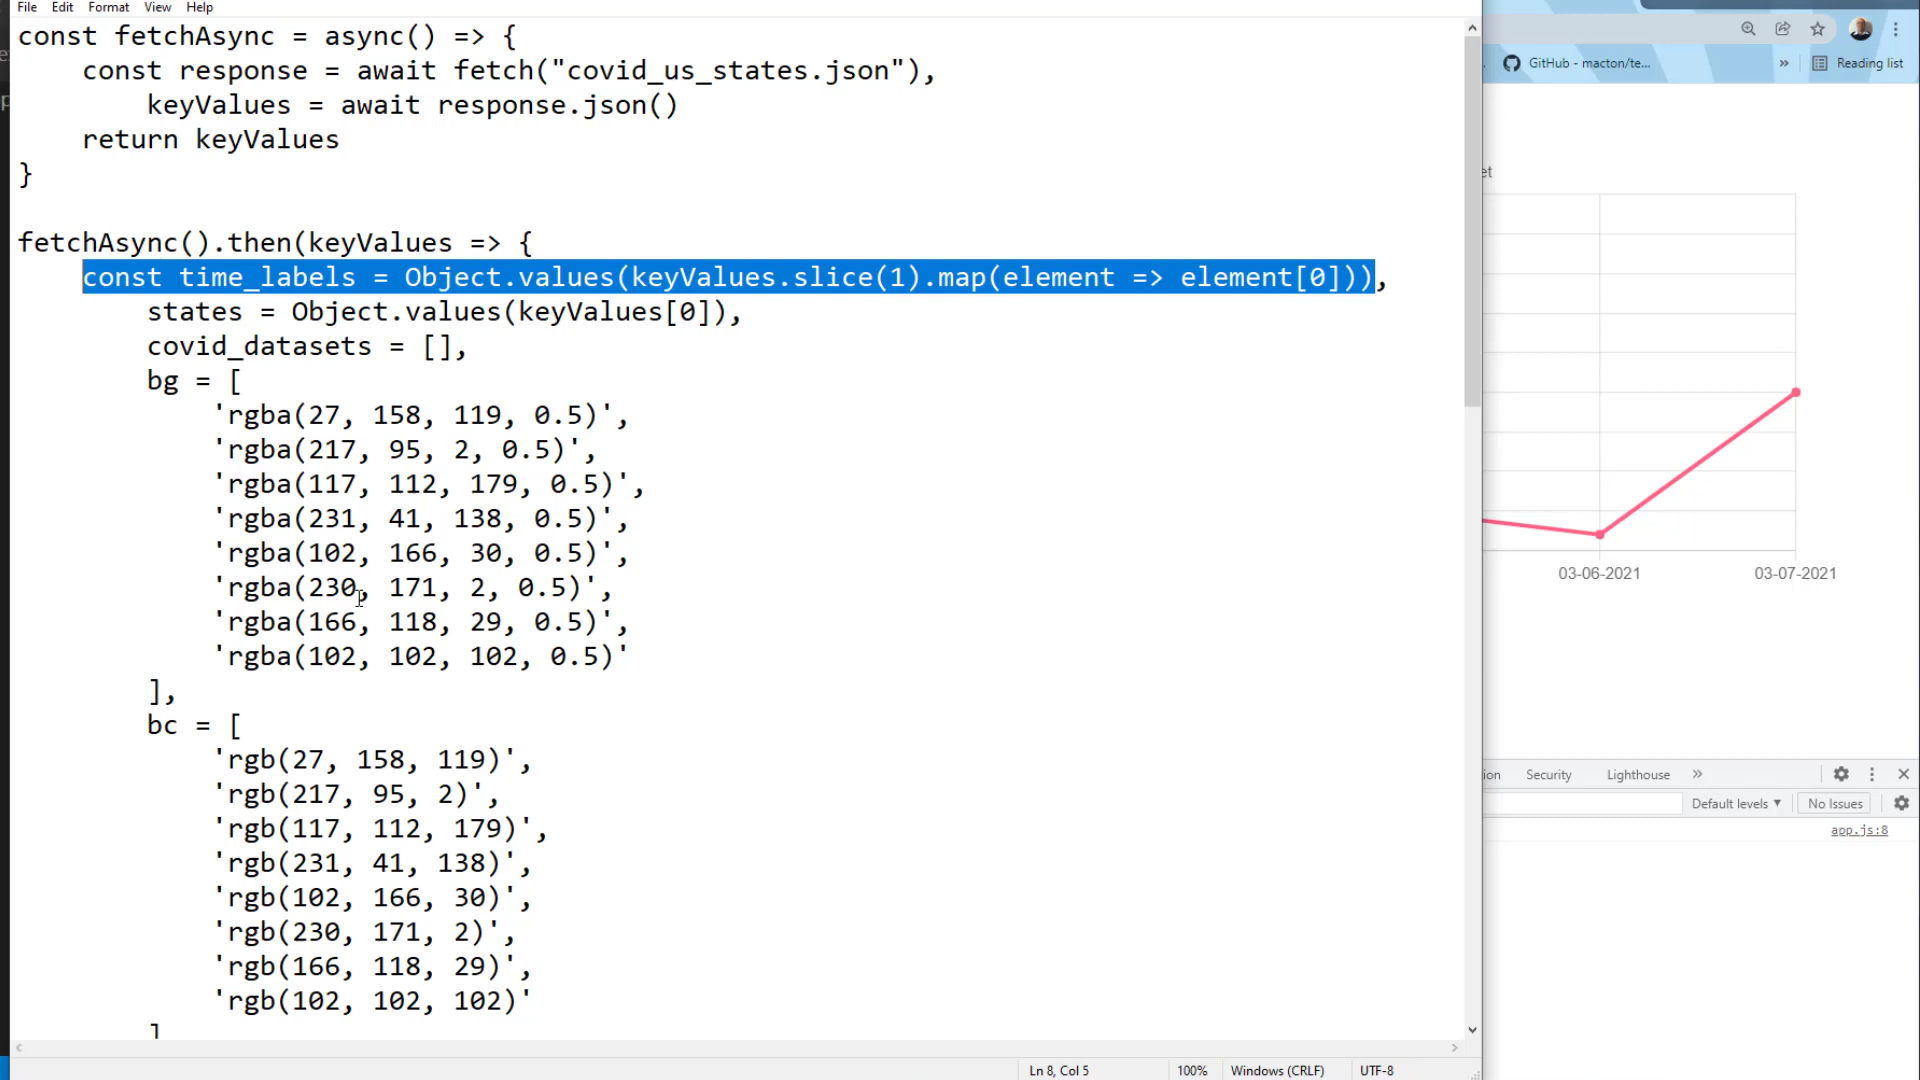 File Edit Format View Help
const fetchAsync = async() => {
const response = await fetch("covid_us_states.json"),
keyValues = await response.json()
return keyValues
}
fetchAsync().then(keyValues => {
const time_labels = Object.values(keyValues.slice(1).map(element => element[0])),
states = Object.values(keyValues[0]),
covid_datasets = [],
bg = [
'rgba(27, 158, 119, 0.5)',
'rgba(217, 95, 2, 0.5)',
'rgba(117, 112, 179, 0.5)',
'rgba(231, 41, 138, 0.5)',
'rgba(102, 166, 30, 0.5)',
'rgba(230, 171, 2, 0.5)',
'rgba(166, 118, 29, 0.5)',
'rgba(102, 102, 102, 0.5)'
],
bc = [
'rgb(27, 158, 119)',
'rgb(217, 95, 2)',
'rgb(117, 112, 179)',
'rgb(231, 41, 138)',
'rgb(102, 166, 30)',
'rgb(230, 171, 2)',
'rgb(166, 118, 29)',
'rgb(102, 102, 102)'
]
Ln 8, Col 5 100% Windows (CRLF) UTF-8
GitHub - macton/te... » Reading list
et
03-06-2021 03-07-2021
ion Security Lighthouse »
Default levels ▼ No Issues
app.js:8